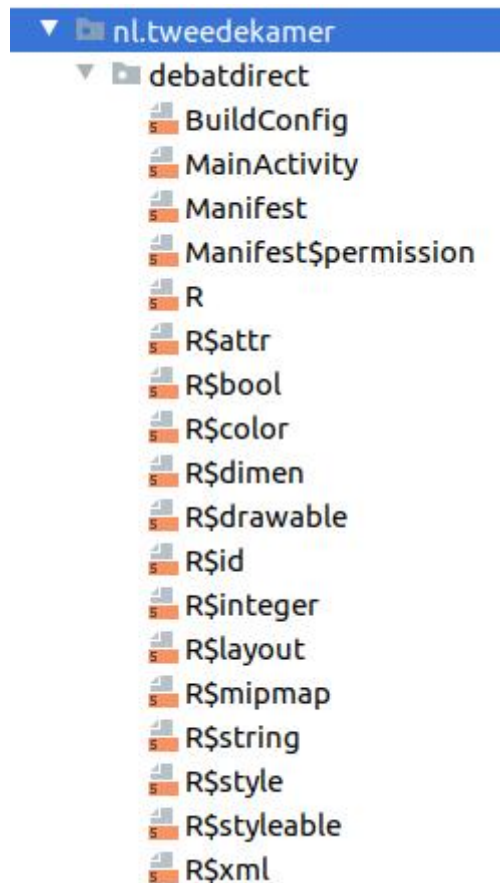 nl.tweedekamer
debatdirect
BuildConfig
MainActivity
Manifest
Manifest$permission
R
R$attr
R$bool
R$color
R$dimen
R$drawable
R$id
R$integer
R$layout
R$mipmap
R$string
R$style
R$styleable
R$xml